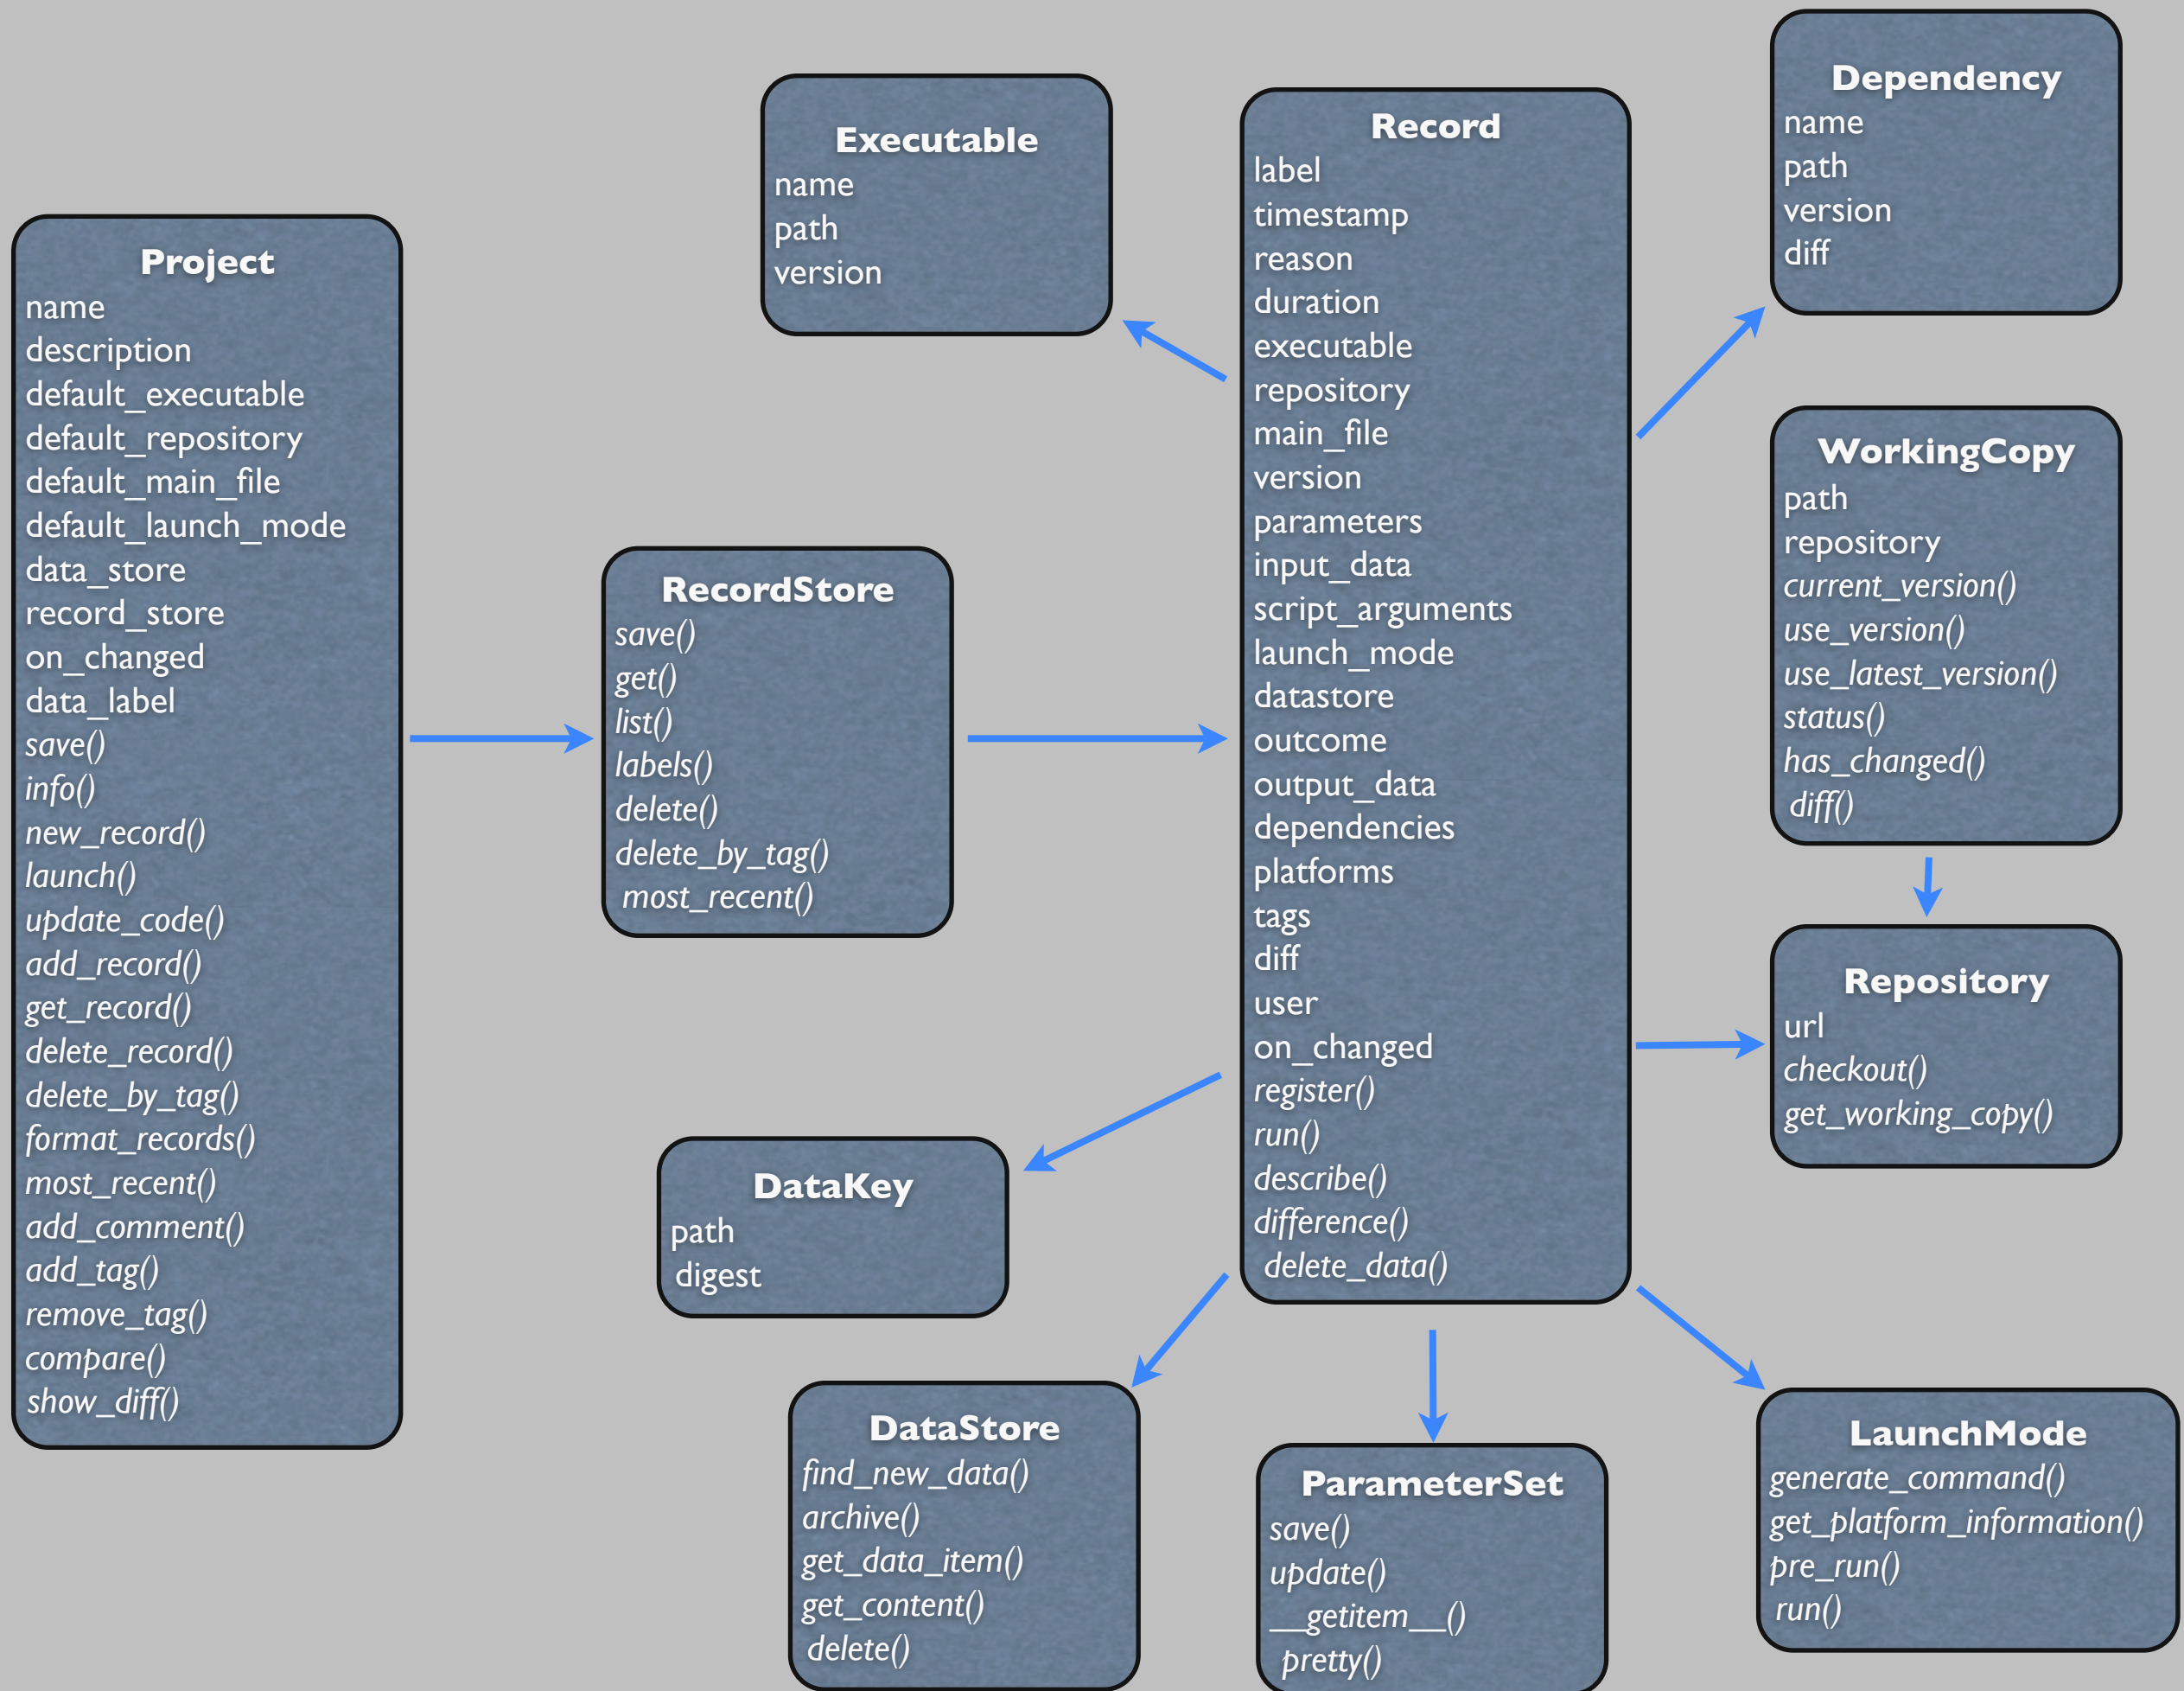 Project
name
description
default_executable
default_repository
default_main_file
default_launch_mode
data_store
record_store
on_changed
data_label
save()
info()
new_record()
launch()
update_code()
add_record()
get_record()
delete_record()
delete_by_tag()
format_records()
most_recent()
add_comment()
add_tag()
remove_tag()
compare()
show_diff()
Executable
name
path
version
RecordStore
save()
get()
list()
labels()
delete()
delete_by_tag()
most_recent()
DataKey
path
digest
DataStore
find_new_data()
archive()
get_data_item()
get_content()
delete()
Record
label
timestamp
reason
duration
executable
repository
main_file
version
parameters
input_data
script_arguments
launch_mode
datastore
outcome
output_data
dependencies
platforms
tags
diff
user
on_changed
register()
run()
describe()
difference()
delete_data()
ParameterSet
save()
update()
__getitem__()
pretty()
Dependency
name
path
version
diff
WorkingCopy
path
repository
current_version()
use_version()
use_latest_version()
status()
has_changed()
diff()
Repository
url
checkout()
get_working_copy()
LaunchMode
generate_command()
get_platform_information()
pre_run()
run()